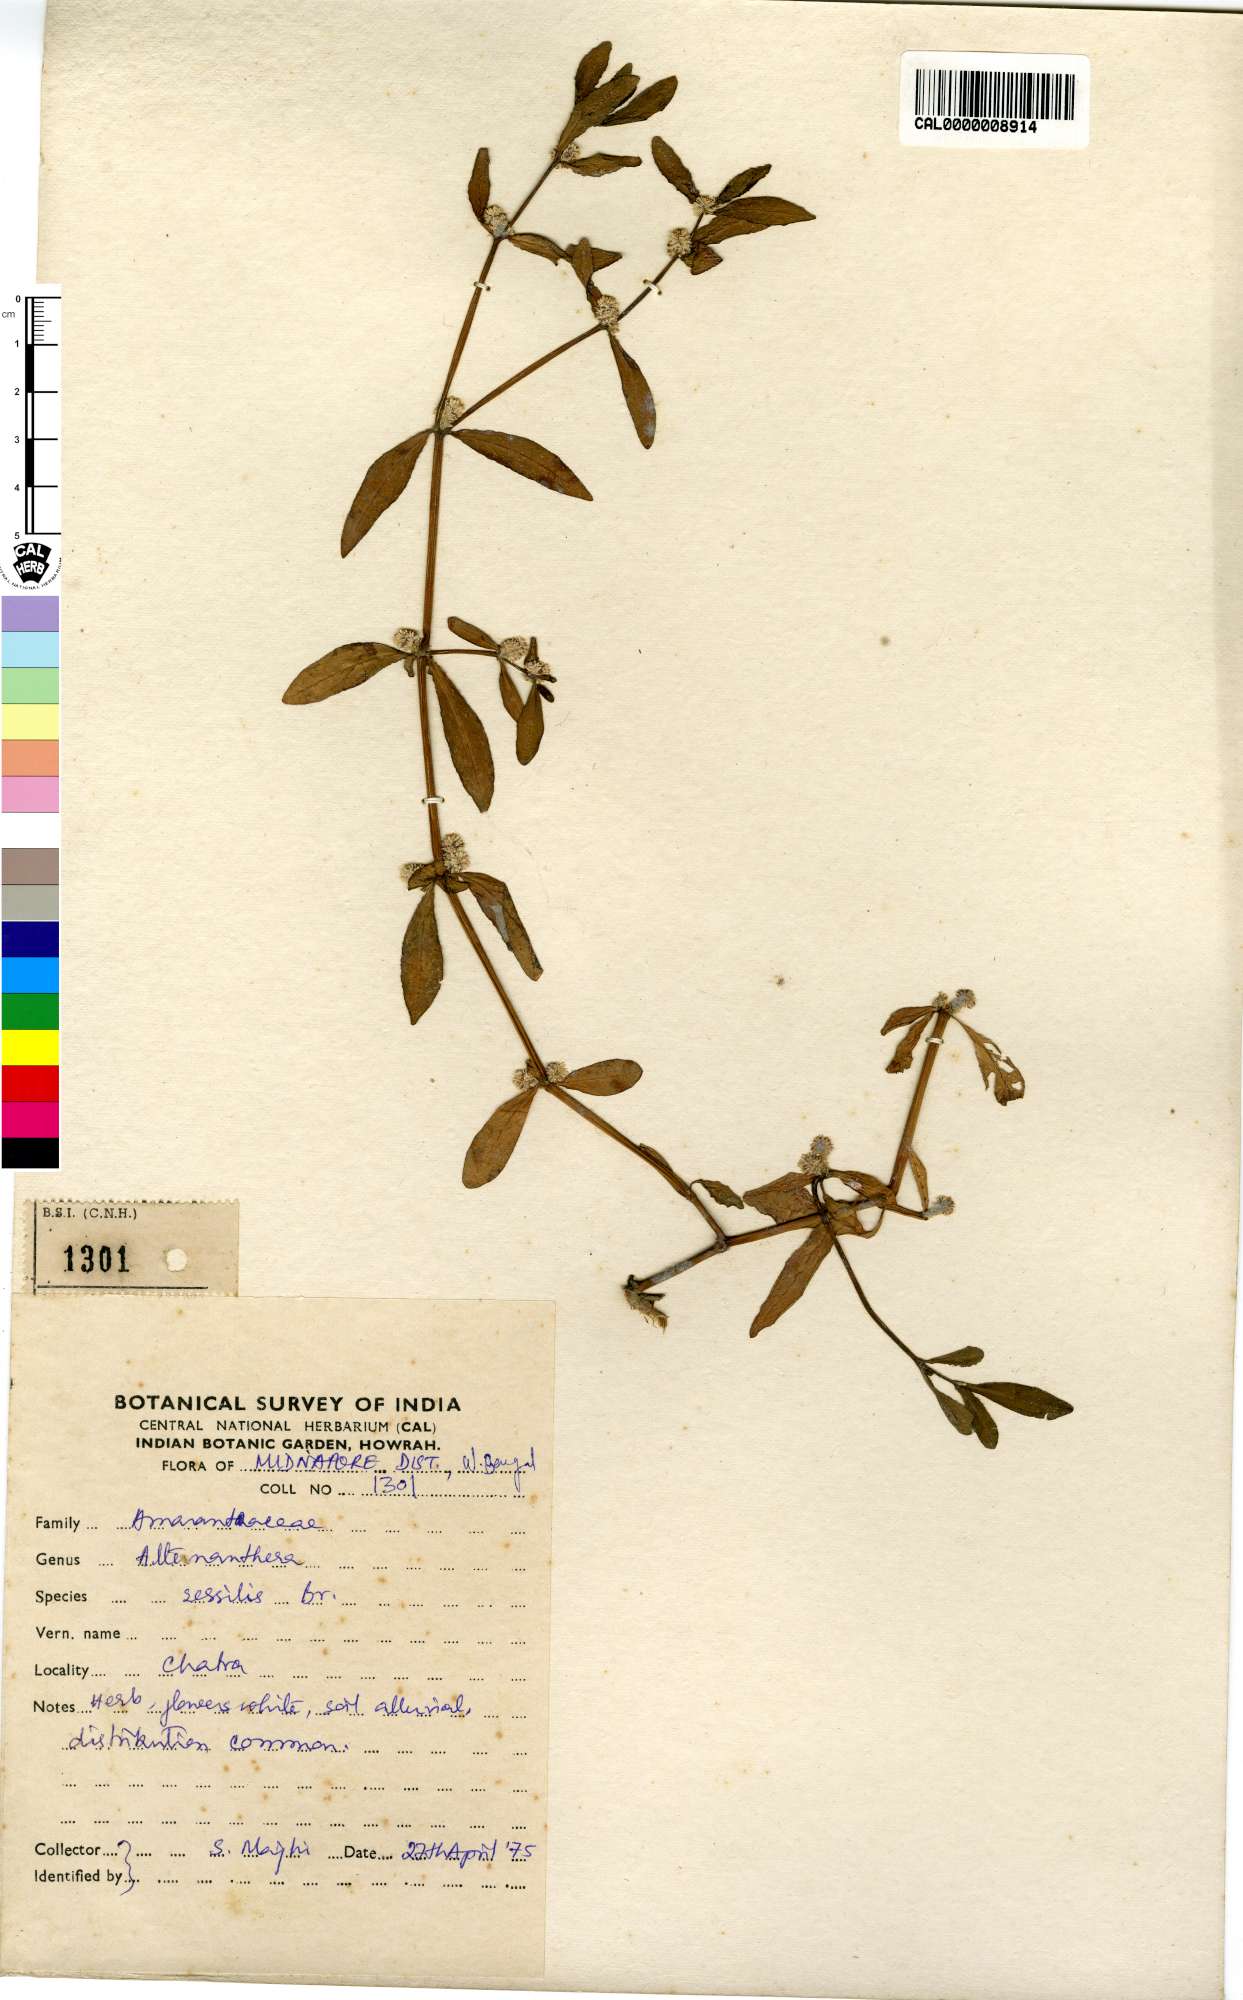 CAL0000008914
0
cm
1
2
3
4
5
CAL
HERB
B.S.I. (C.N.H.)
1301
BOTANICAL SURVEY OF INDIA
CENTRAL NATIONAL HERBARIUM (CAL)
INDIAN BOTANIC GARDEN, HOWRAH.
FLORA OF MIDNAPORE DIST., W. Bengal
COLL NO 1301
Family Amaranthaceae
Genus Alternanthera
Species sessilis Br.
Vern. name
Locality Chatra
Notes Herb, flowers white, soil alluvial,
distribution common.
Collector S. Majhi Date 27th April '75
Identified by